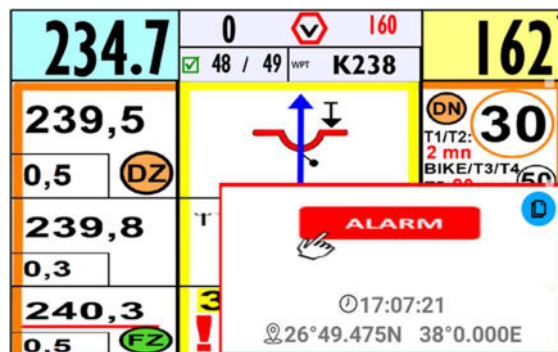 234.7
0
160
162
48 / 49
WPT
K238
239,5
0,5
DZ
239,8
0,3
240,3
0.5
FZ
DN
30
T1/T2:
2 mn
BIKE/T3/T4
ALARM
17:07:21
26°49.475N 38°0.000E